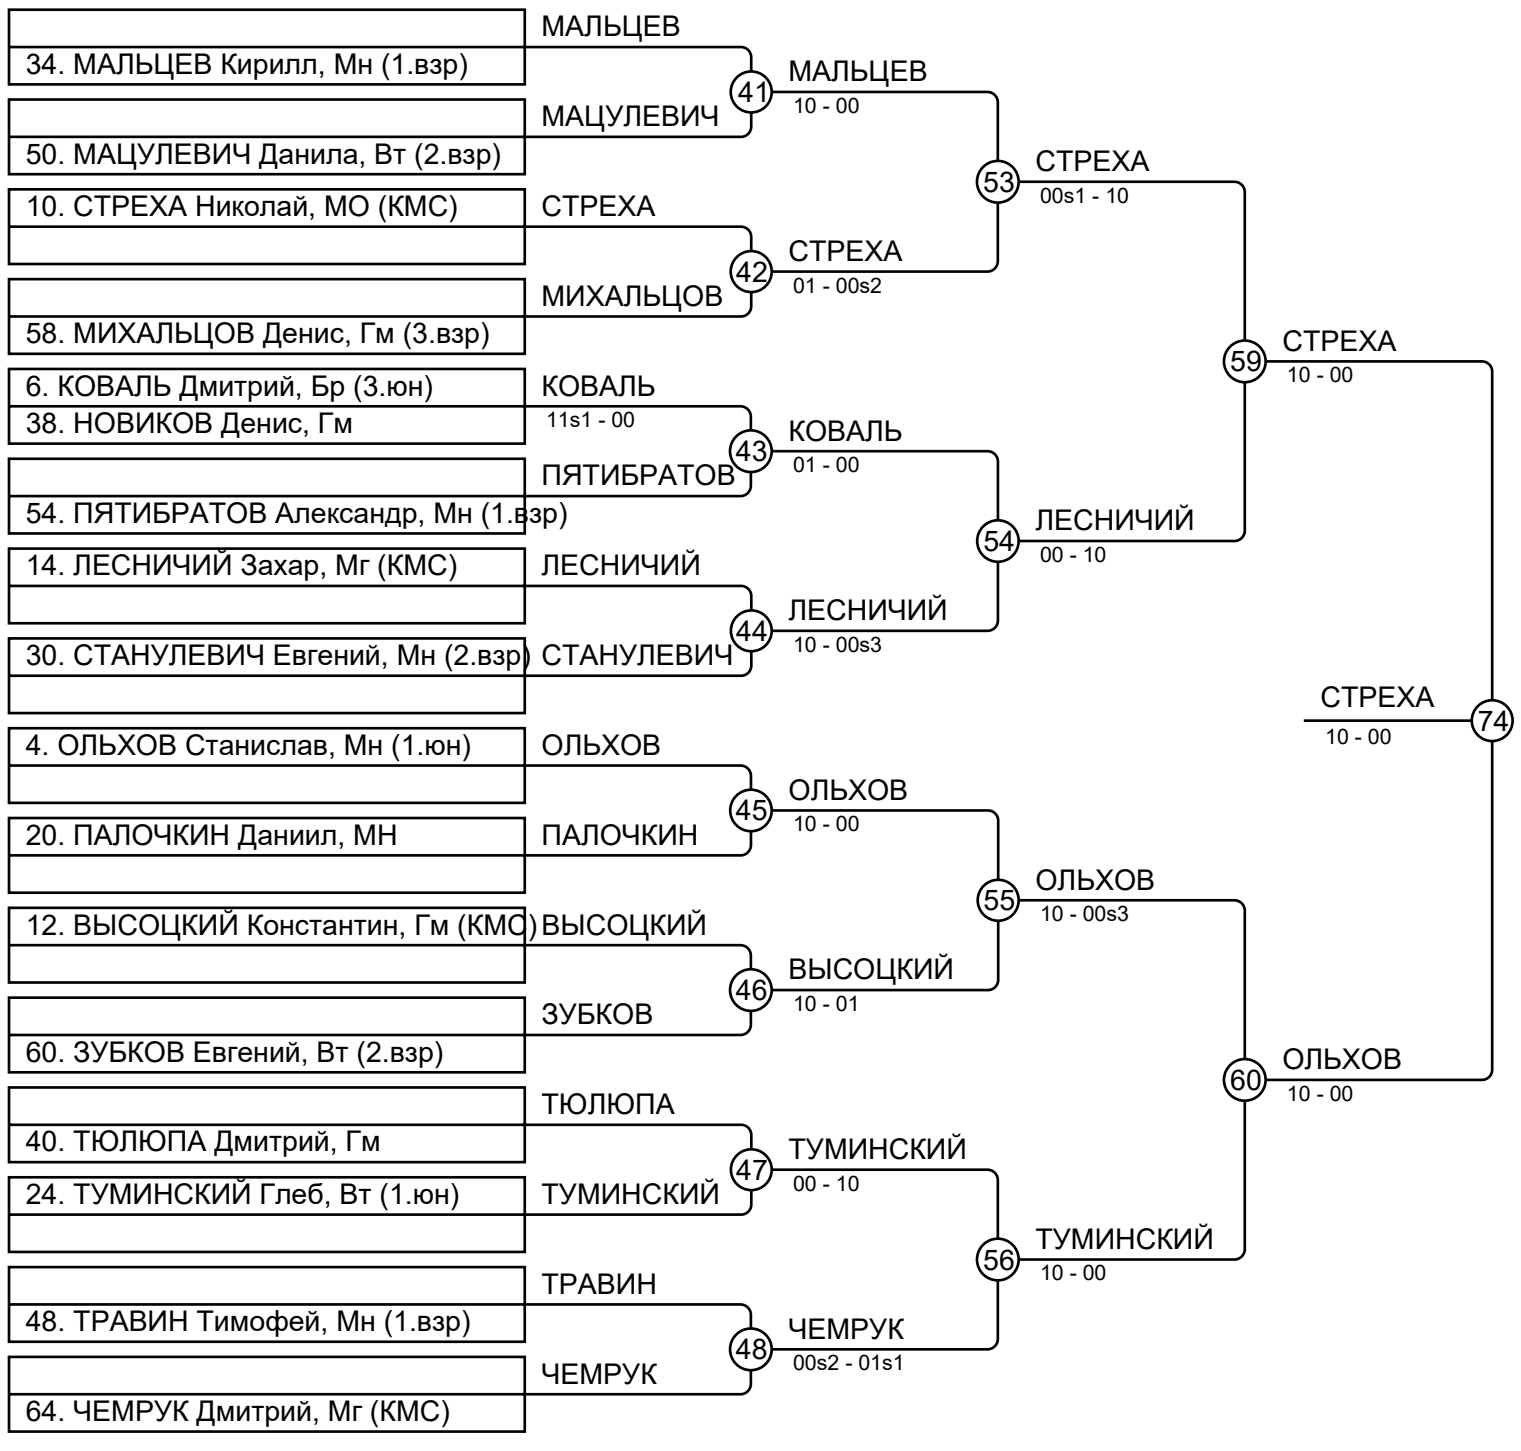 МАЛЬЦЕВ
34. МАЛЬЦЕВ Кирилл, Мн (1.взр)
41
МАЛЬЦЕВ
10 - 00
МАЦУЛЕВИЧ
50. МАЦУЛЕВИЧ Данила, Вт (2.взр)
53
СТРЕХА
00s1 - 10
10. СТРЕХА Николай, МО (КМС)
СТРЕХА
42
СТРЕХА
01 - 00s2
МИХАЛЬЦОВ
58. МИХАЛЬЦОВ Денис, Гм (3.взр)
59
СТРЕХА
10 - 00
6. КОВАЛЬ Дмитрий, Бр (3.юн)
КОВАЛЬ
38. НОВИКОВ Денис, Гм
11s1 - 00
43
КОВАЛЬ
01 - 00
ПЯТИБРАТОВ
54. ПЯТИБРАТОВ Александр, Мн (1.взр)
54
ЛЕСНИЧИЙ
00 - 10
14. ЛЕСНИЧИЙ Захар, Мг (КМС)
ЛЕСНИЧИЙ
44
ЛЕСНИЧИЙ
10 - 00s3
30. СТАНУЛЕВИЧ Евгений, Мн (2.взр)
СТАНУЛЕВИЧ
СТРЕХА
10 - 00
74
4. ОЛЬХОВ Станислав, Мн (1.юн)
ОЛЬХОВ
45
ОЛЬХОВ
10 - 00
20. ПАЛОЧКИН Даниил, МН
ПАЛОЧКИН
55
ОЛЬХОВ
10 - 00s3
12. ВЫСОЦКИЙ Константин, Гм (КМС)
ВЫСОЦКИЙ
46
ВЫСОЦКИЙ
10 - 01
ЗУБКОВ
60. ЗУБКОВ Евгений, Вт (2.взр)
60
ОЛЬХОВ
10 - 00
ТЮЛЮПА
40. ТЮЛЮПА Дмитрий, Гм
47
ТУМИНСКИЙ
00 - 10
24. ТУМИНСКИЙ Глеб, Вт (1.юн)
ТУМИНСКИЙ
56
ТУМИНСКИЙ
10 - 00
ТРАВИН
48. ТРАВИН Тимофей, Мн (1.взр)
48
ЧЕМРУК
00s2 - 01s1
ЧЕМРУК
64. ЧЕМРУК Дмитрий, Мг (КМС)